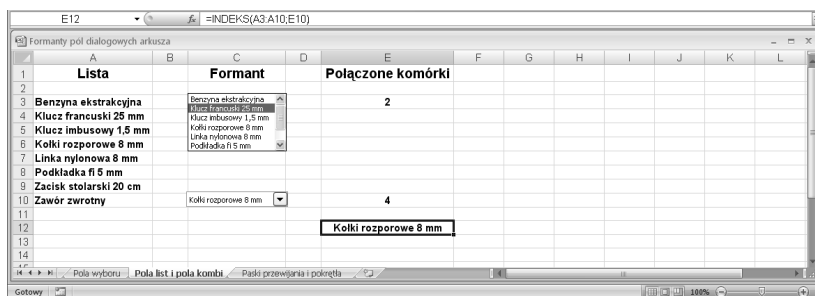 E12 fx =INDEKS(A3:A10;E10)
Formanty pól dialogowych arkusza
A B C D E F G H I J K L
1 Lista Formant Połączone komórki
2
3 Benzyna ekstrakcyjna Benzyna ekstrakcyjna 2
4 Klucz francuski 25 mm Klucz francuski 25 mm
5 Klucz imbusowy 1,5 mm Klucz imbusowy 1,5 mm
6 Kołki rozporowe 8 mm Kołki rozporowe 8 mm
7 Linka nylonowa 8 mm Linka nylonowa 8 mm
8 Podkładka fi 5 mm Podkładka fi 5 mm
9 Zacisk stolarski 20 cm
10 Zawór zwrotny Kołki rozporowe 8 mm 4
11
12 Kołki rozporowe 8 mm
13
14
Pola wyboru Pola list i pola kombi Paski przewijania i pokrętła
Gotowy 100%